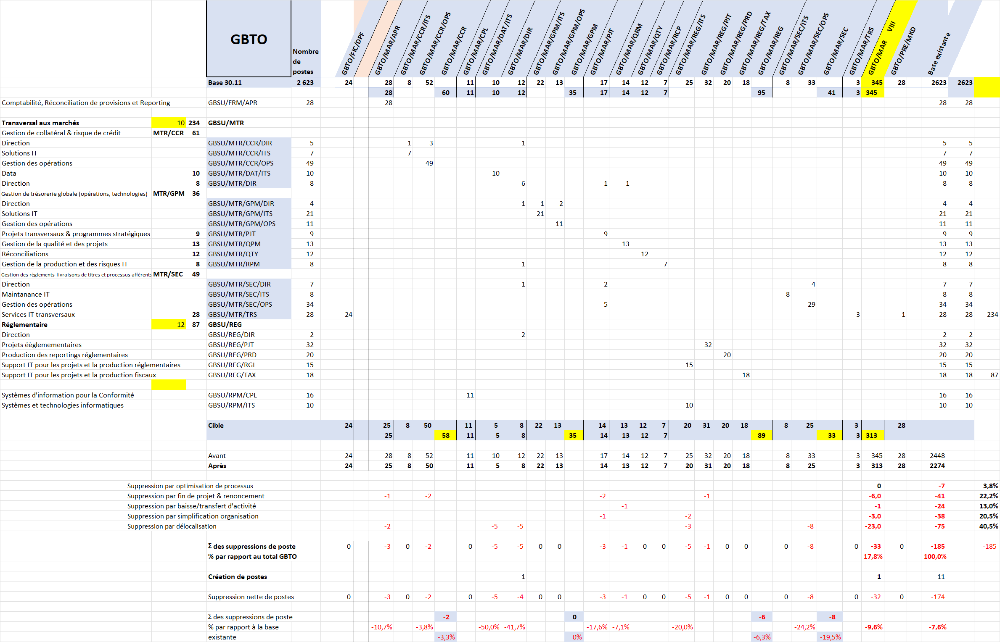 GBTO
Nombre de postes
GBTO/FIC/DPF GBTO/MAR/APR GBTO/MAR/CCR/ITS GBTO/MAR/CCR/OPS GBTO/MAR/CCR GBTO/MAR/CPL GBTO/MAR/DAT/ITS GBTO/MAR/DIR GBTO/MAR/GPM/ITS GBTO/MAR/GPM/OPS GBTO/MAR/GPM GBTO/MAR/PJT GBTO/MAR/QRM GBTO/MAR/QTY GBTO/MAR/RCP GBTO/MAR/REG/ITS GBTO/MAR/REG/PJT GBTO/MAR/REG/PRD GBTO/MAR/REG/TAX GBTO/MAR/REG GBTO/MAR/SEC/ITS GBTO/MAR/SEC/OPS GBTO/MAR/SEC GBTO/MAR/TRS GBTO/MAR VIII GBTO/PRE/MKD Base existante
Base 30.11 2 623 24 28 8 52 11 10 12 22 13 17 14 12 7 25 32 20 18 8 33 3 345 28 2623 2623
28 60 11 10 12 35 17 14 12 7 95 41 3 345
Comptabilité, Réconciliation de provisions et Reporting GBSU/FRM/APR 28 28 28 28
Transversal aux marchés 10 234 GBSU/MTR
Gestion de collatéral & risque de crédit MTR/CCR 61
Direction GBSU/MTR/CCR/DIR 5 1 3 1 5 5
Solutions IT GBSU/MTR/CCR/ITS 7 7 7 7
Gestion des opérations GBSU/MTR/CCR/OPS 49 49 49 49
Data 10 GBSU/MTR/DAT/ITS 10 10 10 10
Direction 8 GBSU/MTR/DIR 8 6 1 1 8 8
Gestion de trésorerie globale (opérations, technologies) MTR/GPM 36
Direction GBSU/MTR/GPM/DIR 4 1 1 2 4 4
Solutions IT GBSU/MTR/GPM/ITS 21 21 21 21
Gestion des opérations GBSU/MTR/GPM/OPS 11 11 11 11
Projets transversaux & programmes stratégiques 9 GBSU/MTR/PJT 9 9 9 9
Gestion de la qualité et des projets 13 GBSU/MTR/QPM 13 13 13 13
Réconciliations 12 GBSU/MTR/QTY 12 12 12 12
Gestion de la production et des risques IT 8 GBSU/MTR/RPM 8 1 7 8 8
Gestion des règlements-livraisons de titres et processus afférents MTR/SEC 49
Direction GBSU/MTR/SEC/DIR 7 1 2 4 7 7
Maintanance IT GBSU/MTR/SEC/ITS 8 8 8 8
Gestion des opérations GBSU/MTR/SEC/OPS 34 5 29 34 34
Services IT transversaux 28 GBSU/MTR/TRS 28 24 3 1 28 28 234
Réglementaire 12 87 GBSU/REG
Direction GBSU/REG/DIR 2 2 2 2
Projets éèglemementaires GBSU/REG/PJT 32 32 32 32
Production des reportings réglementaires GBSU/REG/PRD 20 20 20 20
Support IT pour les projets et la production réglementaires GBSU/REG/RGI 15 15 15 15
Support IT pour les projets et la production fiscaux GBSU/REG/TAX 18 18 18 18 87
Systèmes d'information pour la Conformité GBSU/RPM/CPL 16 11 16 16
Systèmes et technologies informatiques GBSU/RPM/ITS 10 10 10 10
Cible 24 25 8 50 11 5 8 22 13 14 13 12 7 20 31 20 18 8 25 3 28
25 58 11 5 8 35 14 13 12 7 89 33 3 313
Avant 24 28 8 52 11 10 12 22 13 17 14 12 7 25 32 20 18 8 33 3 345 28 2448
Après 24 25 8 50 11 5 8 22 13 14 13 12 7 20 31 20 18 8 25 3 313 28 2274
Suppression par optimisation de processus 0 -7 3,8%
Suppression par fin de projet & renoncement -1 -2 -2 -1 -6,0 -41 22,2%
Suppression par baisse/transfert d'activité -1 -1 -24 13,0%
Suppression par simplification organisation -1 -2 -3,0 -38 20,5%
Suppression par délocalisation -2 -5 -5 -3 -8 -23,0 -75 40,5%
Σ des suppressions de poste 0 -3 0 -2 0 -5 -5 0 0 -3 -1 0 0 -5 -1 0 0 0 -8 0 -33 0 -185 -185
% par rapport au total GBTO 17,8% 100,0%
Création de postes 1 1 11
Suppression nette de postes 0 -3 0 -2 0 -5 -4 0 0 -3 -1 0 0 -5 -1 0 0 0 -8 0 -32 0 -174
Σ des suppressions de poste -2 0 -6 -8
% par rapport à la base -10,7% -3,8% -50,0% -41,7% -17,6% -7,1% -20,0% -24,2% -9,6% -7,6%
existante -3,3% 0% -6,3% -19,5%